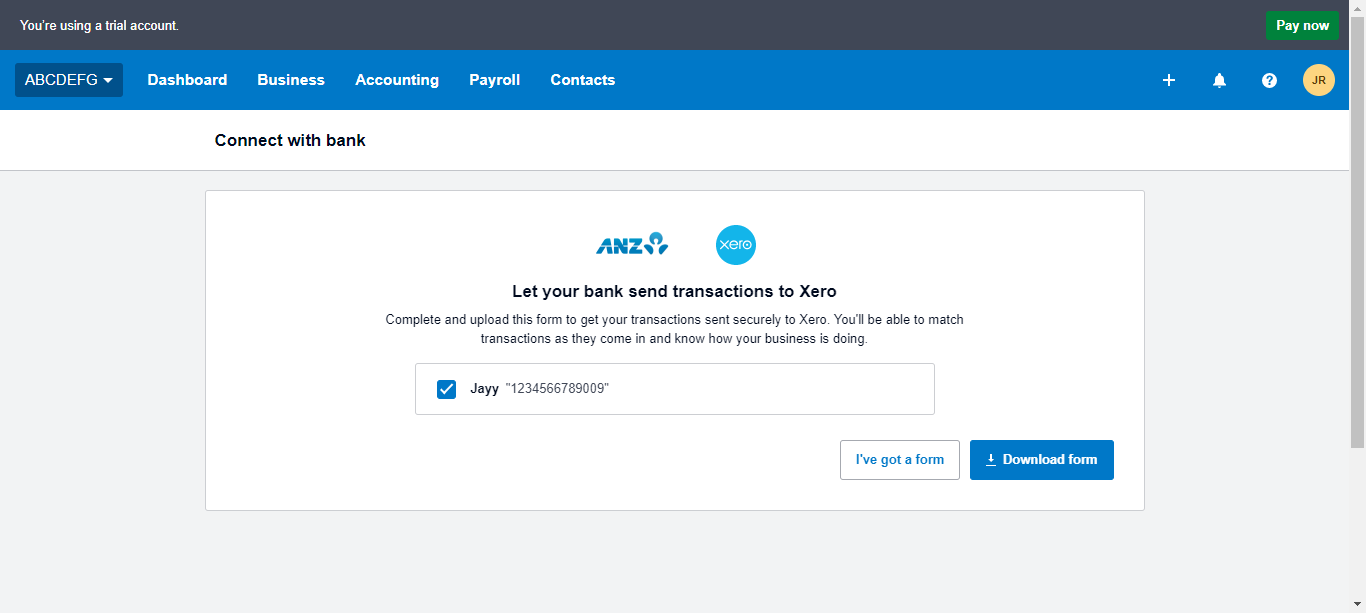 You're using a trial account.
Pay now
ABCDEFG
Dashboard
Business
Accounting
Payroll
Contacts
JR
Connect with bank
ANZ
xero
Let your bank send transactions to Xero
Complete and upload this form to get your transactions sent securely to Xero. You'll be able to match
transactions as they come in and know how your business is doing.
Jayy "1234566789009"
I've got a form
Download form